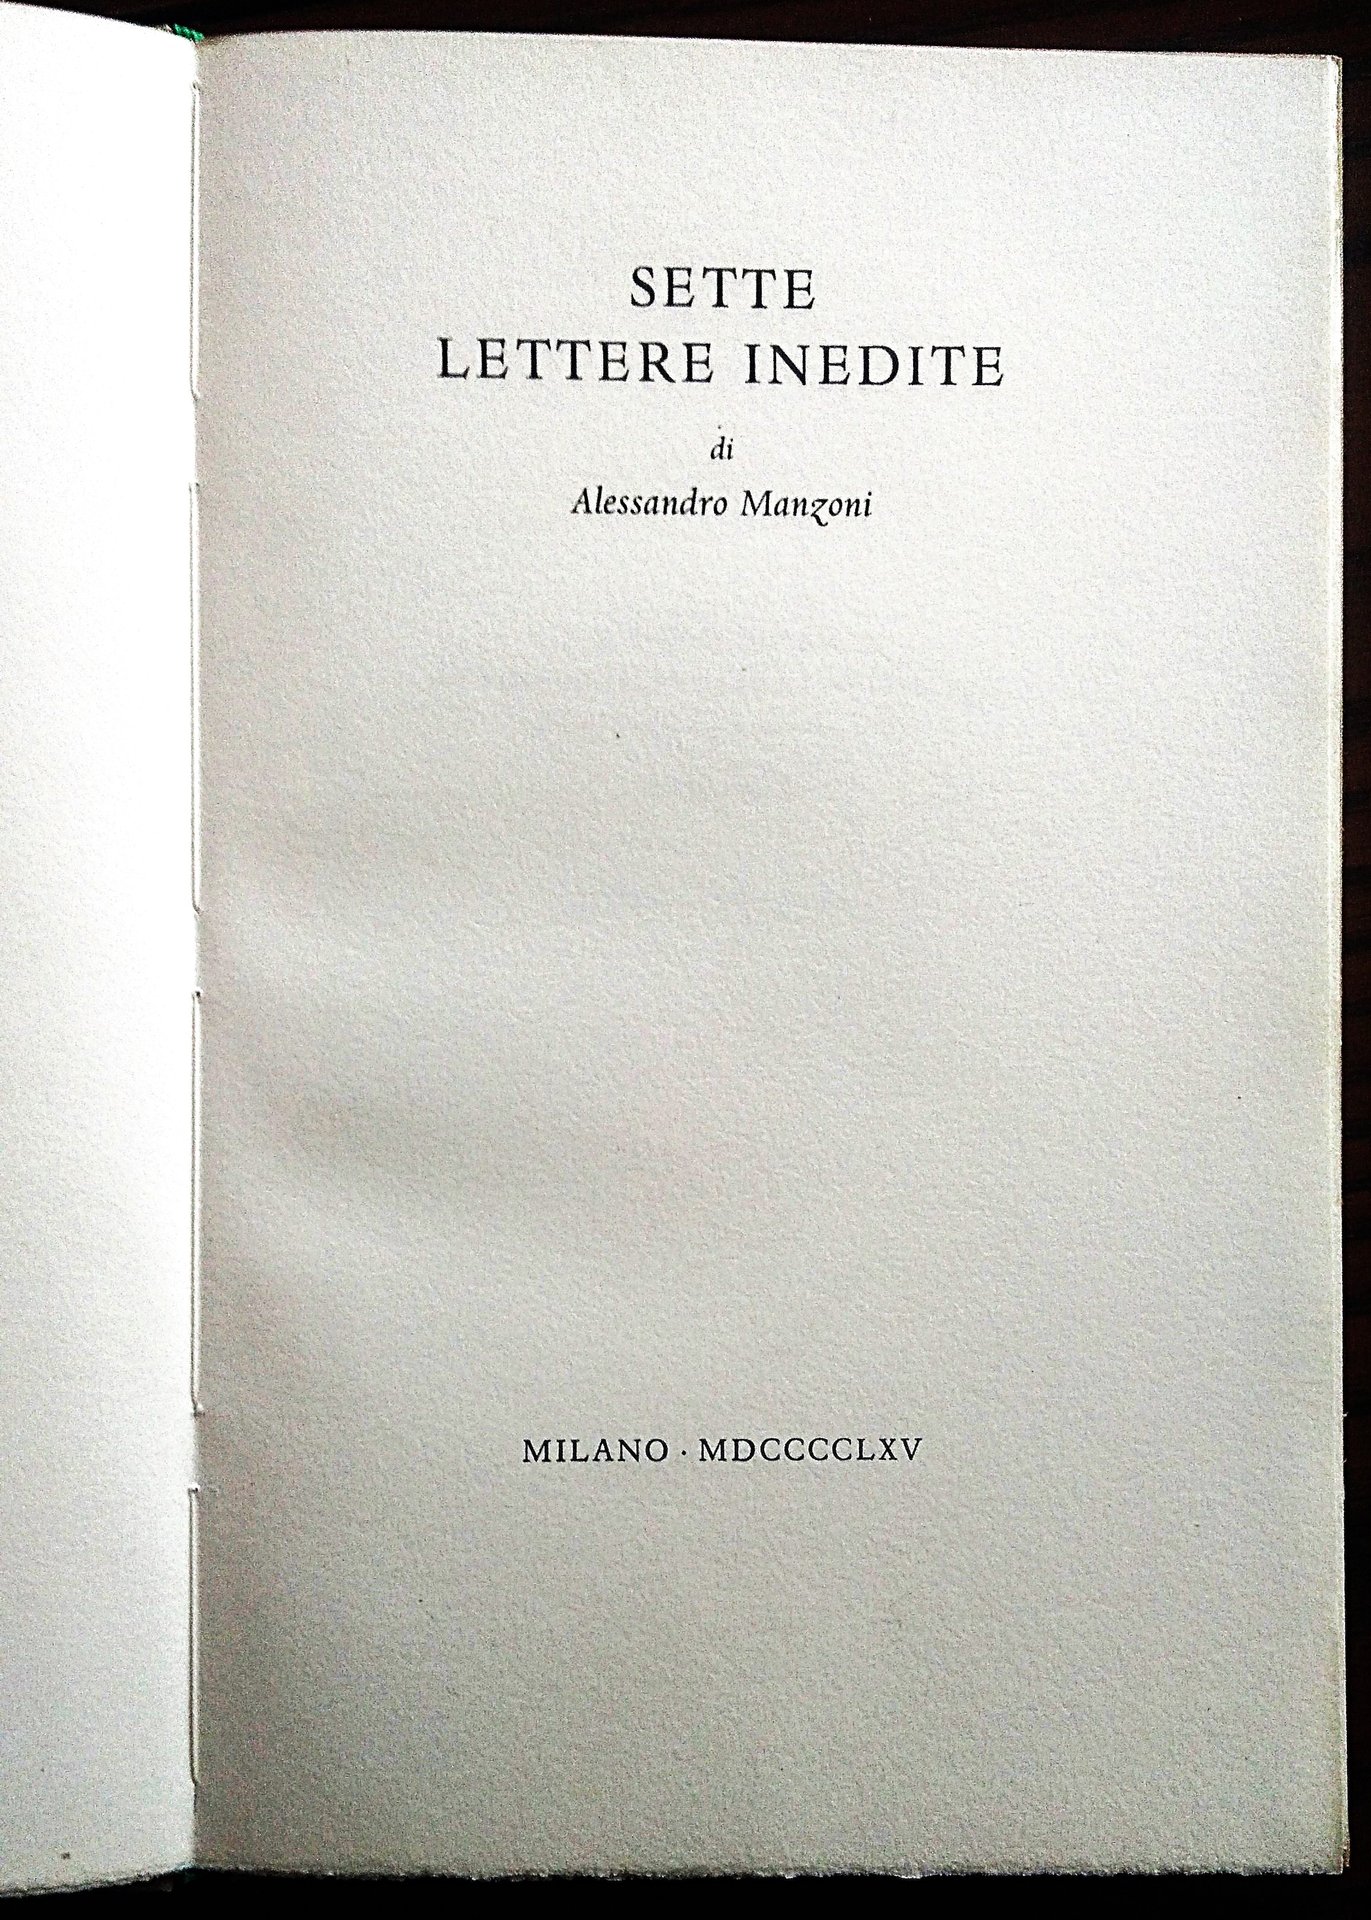 SETTE
LETTERE INEDITE
di
Alessandro Manzoni
MILANO · MDCCCCLXV